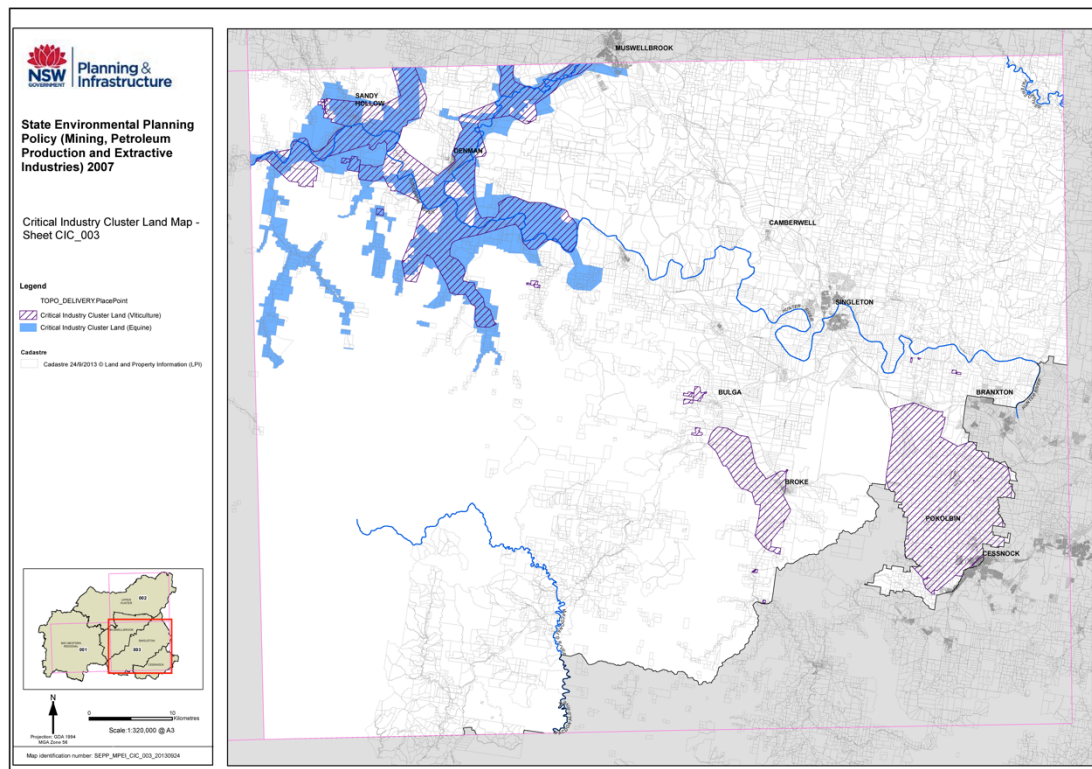 NSW
GOVERNMENT
Planning &
Infrastructure
State Environmental Planning
Policy (Mining, Petroleum
Production and Extractive
Industries) 2007
Critical Industry Cluster Land Map -
Sheet CIC_003
Legend
TOPO_DELIVERY.PlacePoint
Critical Industry Cluster Land (Viticulture)
Critical Industry Cluster Land (Equine)
Cadastre
Cadastre 24/9/2013 © Land and Property Information (LPI)
002
001
003
N
0 10
Kilometres
Scale:1:320,000 @ A3
Projection: GDA 1994
MGA Zone 56
Map identification number: SEPP_MPEI_CIC_003_20130924
MUSWELLBROOK
SANDY
HOLLOW
DENMAN
CAMBERWELL
SINGLETON
BULGA
BRANXTON
BROKE
POKOLBIN
CESSNOCK